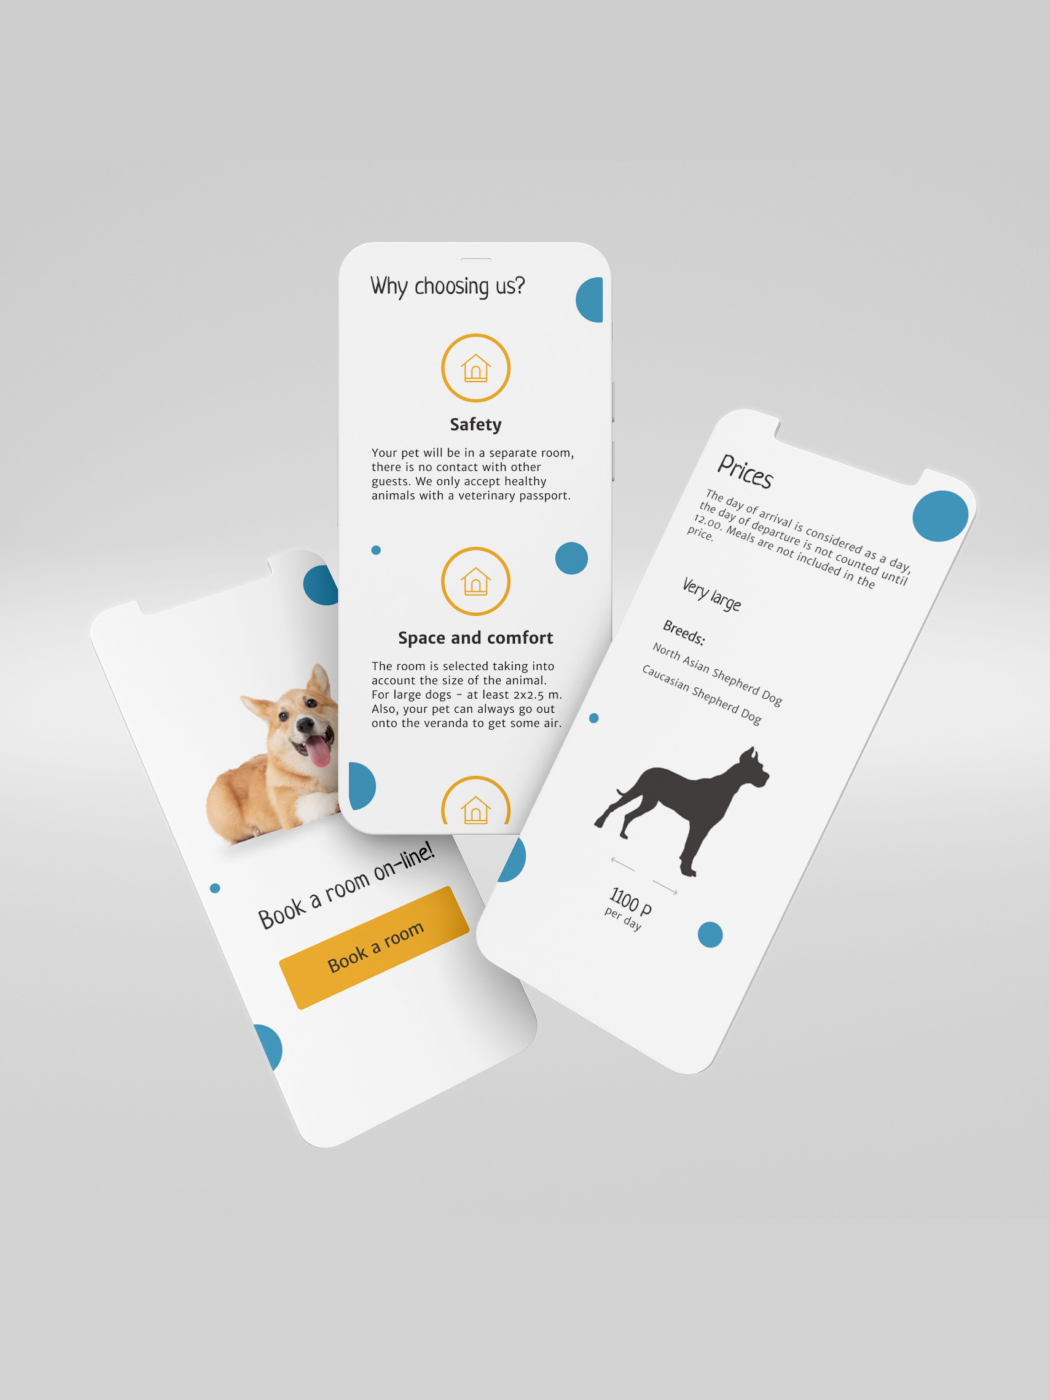 Why choosing us?
Safety
Your pet will be in a separate room,
there is no contact with other
guests. We only accept healthy
animals with a veterinary passport.
Space and comfort
The room is selected taking into
account the size of the animal.
For large dogs - at least 2x2.5 m.
Also, your pet can always go out
onto the veranda to get some air.
Book a room on-line!
Book a room
Prices
The day of arrival is considered as a day,
the day of departure is not counted until
12.00. Meals are not included in the
price.
Very large
Breeds:
North Asian Shepherd Dog
Caucasian Shepherd Dog
1100 P
per day